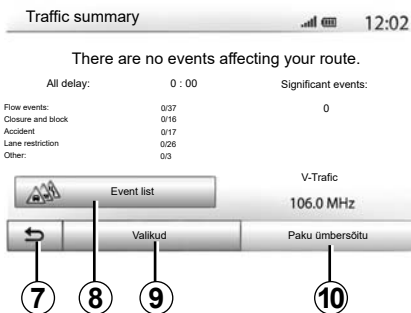 Traffic summary
12:02
There are no events affecting your route.
All delay: 0 : 00 Significant events:
Flow events: 0/37 0
Closure and block 0/16
Accident 0/17
Lane restriction 0/26
Other: 0/3
Event list
V-Trafic
106.0 MHz
Valikud
Paku ümbersõitu
7 8 9 10